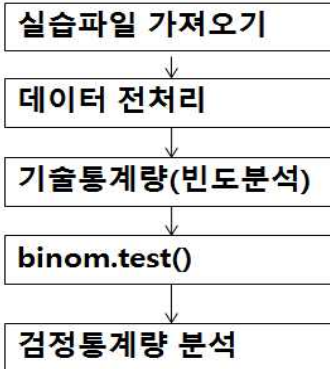 실습파일 가져오기
데이터 전처리
기술통계량(빈도분석)
binom.test()
검정통계량 분석